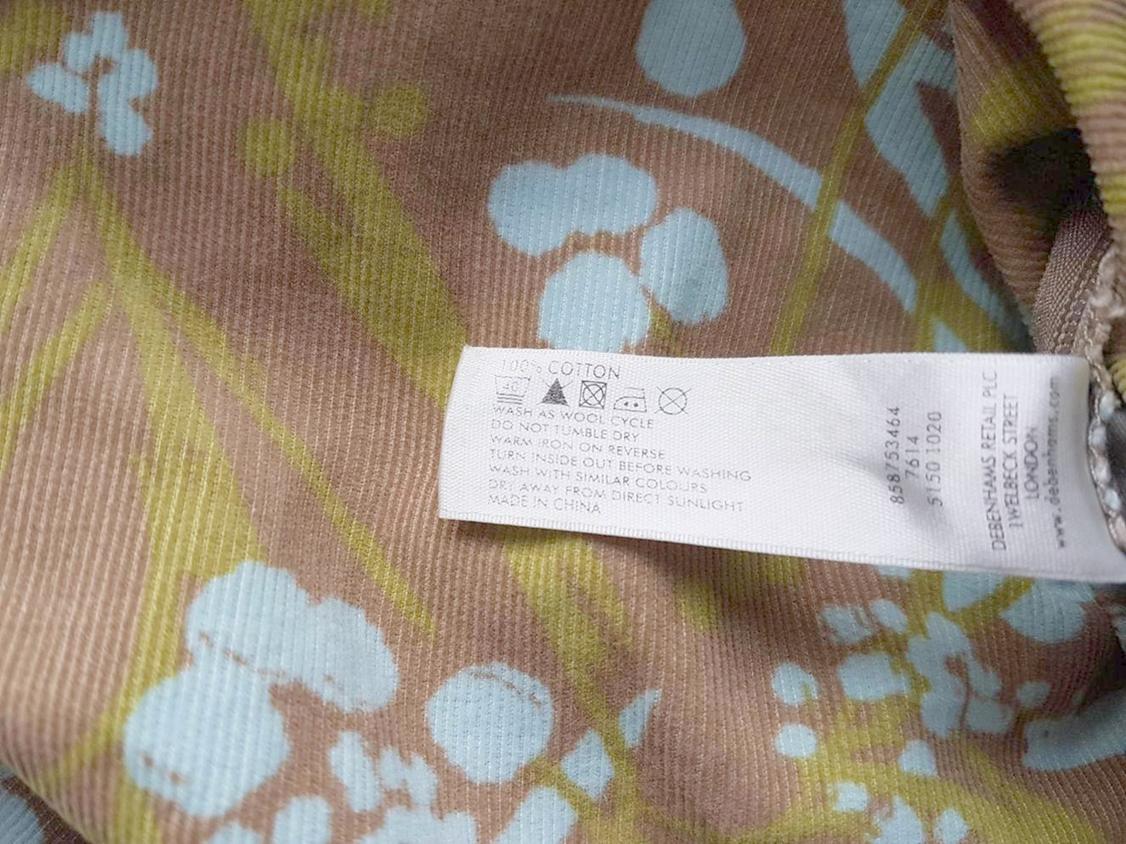 100% COTTON
40
WASH AS WOOL CYCLE
DO NOT TUMBLE DRY
WARM IRON ON REVERSE
TURN INSIDE OUT BEFORE WASHING
WASH WITH SIMILAR COLOURS
DRY AWAY FROM DIRECT SUNLIGHT
MADE IN CHINA
858753464
7614
5150 1020
DEBENHAMS RETAIL PLC
1 WELBECK STREET
LONDON
www.debenhams.com